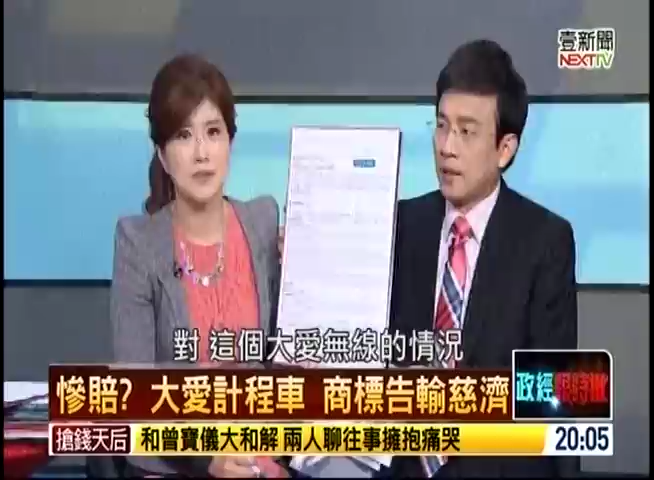 壹新聞
NEXTTV
對 這個大愛無線的情況
慘賠? 大愛計程車 商標告輸慈濟
政經
搶錢天后
和曾寶儀大和解 兩人聊往事擁抱痛哭
20:05